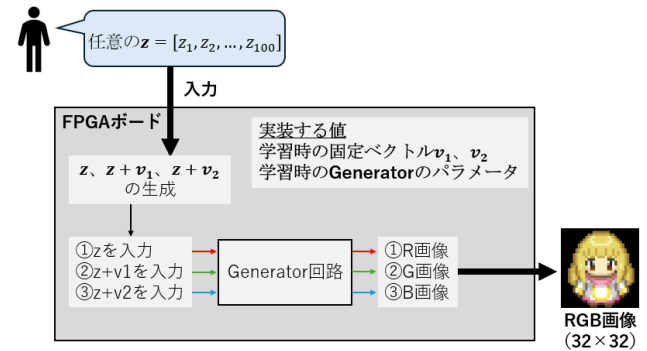 任意のz = [z₁, z₂, ..., z₁₀₀]
入力
FPGAボード
実装する値
学習時の固定ベクトルv₁、v₂
学習時のGeneratorのパラメータ
z、z + v₁、z + v₂
の生成
①zを入力
②z+v1を入力
③z+v2を入力
Generator回路
①R画像
②G画像
③B画像
RGB画像
(32×32)